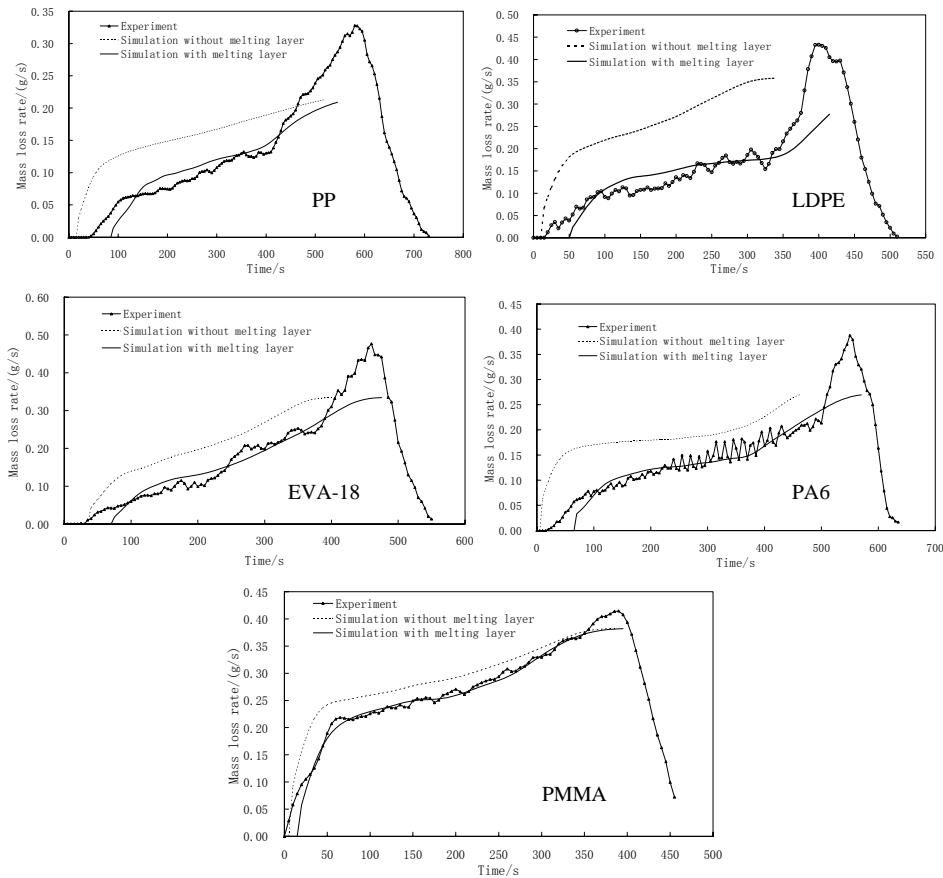 0.35
0.30
0.25
0.20
0.15
0.10
0.05
0.00
Mass loss rate/(g/s)
Experiment
Simulation without melting layer
Simulation with melting layer
PP
0 100 200 300 400 500 600 700 800
Time/s
0.50
0.45
0.40
0.35
0.30
0.25
0.20
0.15
0.10
0.05
0.00
Mass loss rate/(g/s)
Experiment
Simulation without melting layer
Simulation with melting layer
LDPE
0 50 100 150 200 250 300 350 400 450 500 550
Time/s
0.60
0.50
0.40
0.30
0.20
0.10
0.00
Mass loss rate/(g/s)
Experiment
Simulation without melting layer
Simulation with melting layer
EVA-18
0 100 200 300 400 500 600
Time/s
0.45
0.40
0.35
0.30
0.25
0.20
0.15
0.10
0.05
0.00
Mass loss rate/(g/s)
Experiment
Simulation without melting layer
Simulation with melting layer
PA6
0 100 200 300 400 500 600 700
Time/s
0.50
0.45
0.40
0.35
0.30
0.25
0.20
0.15
0.10
0.05
0.00
Mass loss rate/(g/s)
Experiment
Simulation without melting layer
Simulation with melting layer
PMMA
0 50 100 150 200 250 300 350 400 450 500
Time/s